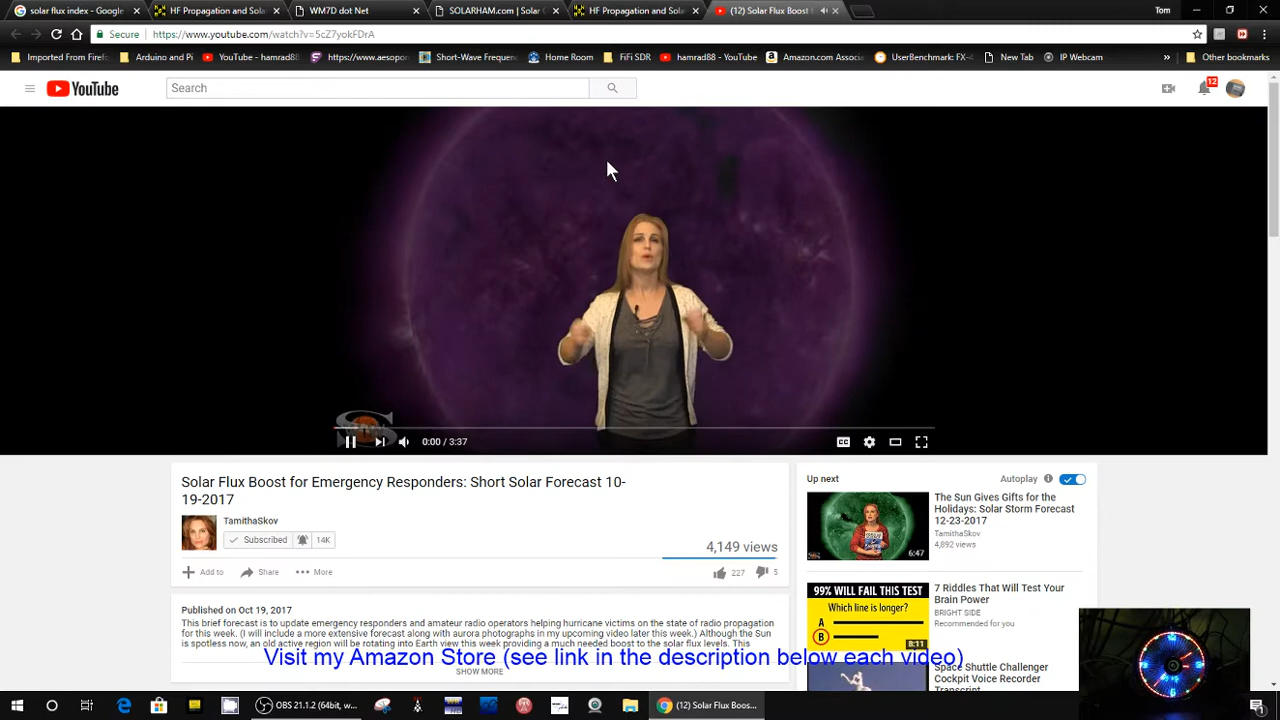 solar flux index - Google
HF Propagation and Sola
WM7D dot Net
SOLARHAM.com | Solar C
HF Propagation and Sola
(12) Solar Flux Boost f
Tom
Secure
https://www.youtube.com/watch?v=5cZ7yokFDrA
Imported From Firefo
Arduino and Pi
YouTube - hamrad88
https://www.aesopon
Short-Wave Frequenc
Home Room
FiFi SDR
hamrad88 - YouTube
Amazon.com Associa
UserBenchmark: FX-4
New Tab
IP Webcam
»
Other bookmarks
YouTube
Search
12
0:00 / 3:37
CC
Solar Flux Boost for Emergency Responders: Short Solar Forecast 10-
19-2017
TamithaSkov
Subscribed
14K
4,149 views
Add to
Share
More
227
5
Published on Oct 19, 2017
This brief forecast is to update emergency responders and amateur radio operators helping hurricane victims on the state of radio propagation
for this week. (I will include a more extensive forecast along with aurora photographs in my upcoming video later this week.) Although the Sun
is spotless now, an old active region will be rotating into Earth view this week providing a much needed boost to the solar flux levels. This
Visit my Amazon Store (see link in the description below each video)
SHOW MORE
Up next
Autoplay
The Sun Gives Gifts for the
Holidays: Solar Storm Forecast
12-23-2017
TamithaSkov
4,892 views
6:47
99% WILL FAIL THIS TEST
Which line is longer?
A
B
8:11
7 Riddles That Will Test Your
Brain Power
BRIGHT SIDE
Recommended for you
Space Shuttle Challenger
Cockpit Voice Recorder
Transcript
OBS 21.1.2 (64bit, w...
(12) Solar Flux Boos...
1